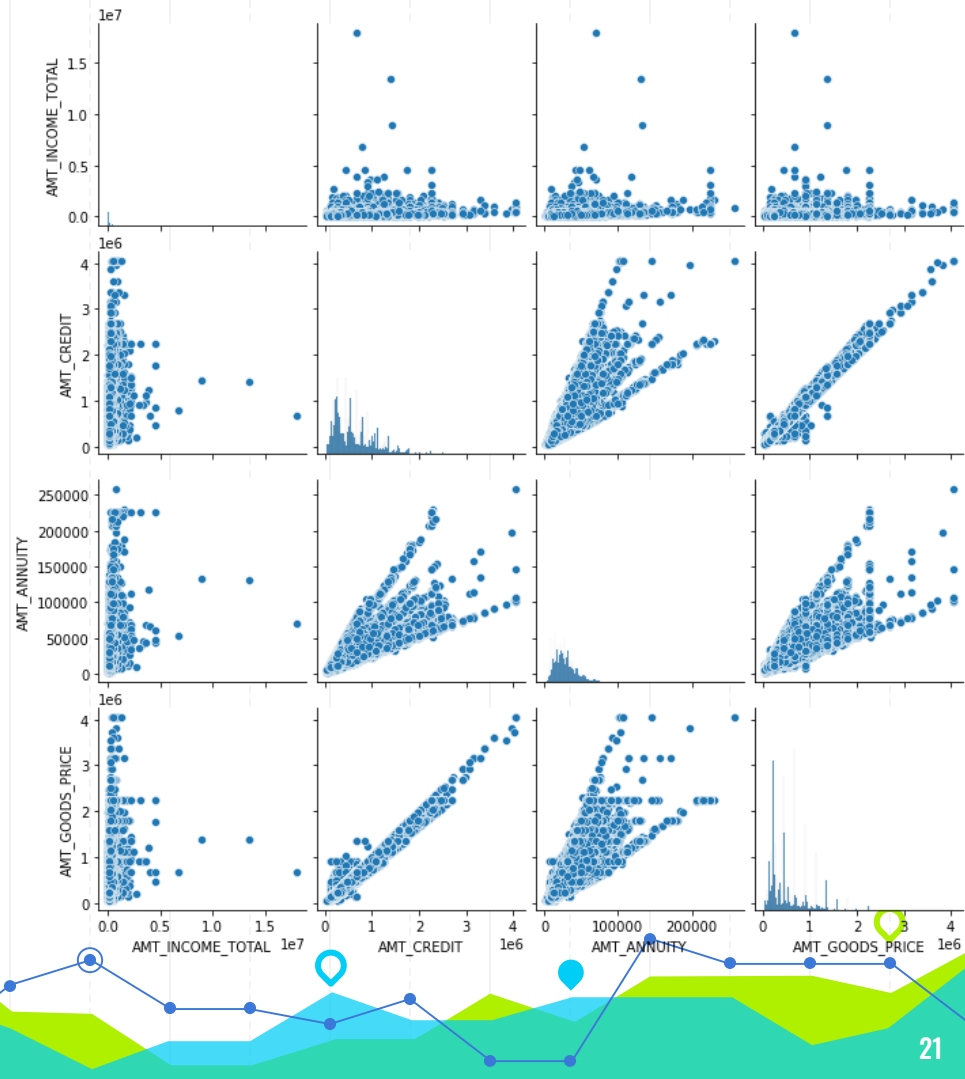 1e7
AMT_INCOME_TOTAL
1.5
1.0
0.5
0.0
1e6
AMT_CREDIT
4
3
2
1
0
AMT_ANNUITY
250000
200000
150000
100000
50000
0
1e6
AMT_GOODS_PRICE
4
3
2
1
0
0.0 0.5 1.0 1.5 0 1 2 3 4 0 100000 200000 0 1 2 3 4
AMT_INCOME_TOTAL 1e7 AMT_CREDIT 1e6 AMT_ANNUITY AMT_GOODS_PRICE 1e6
21